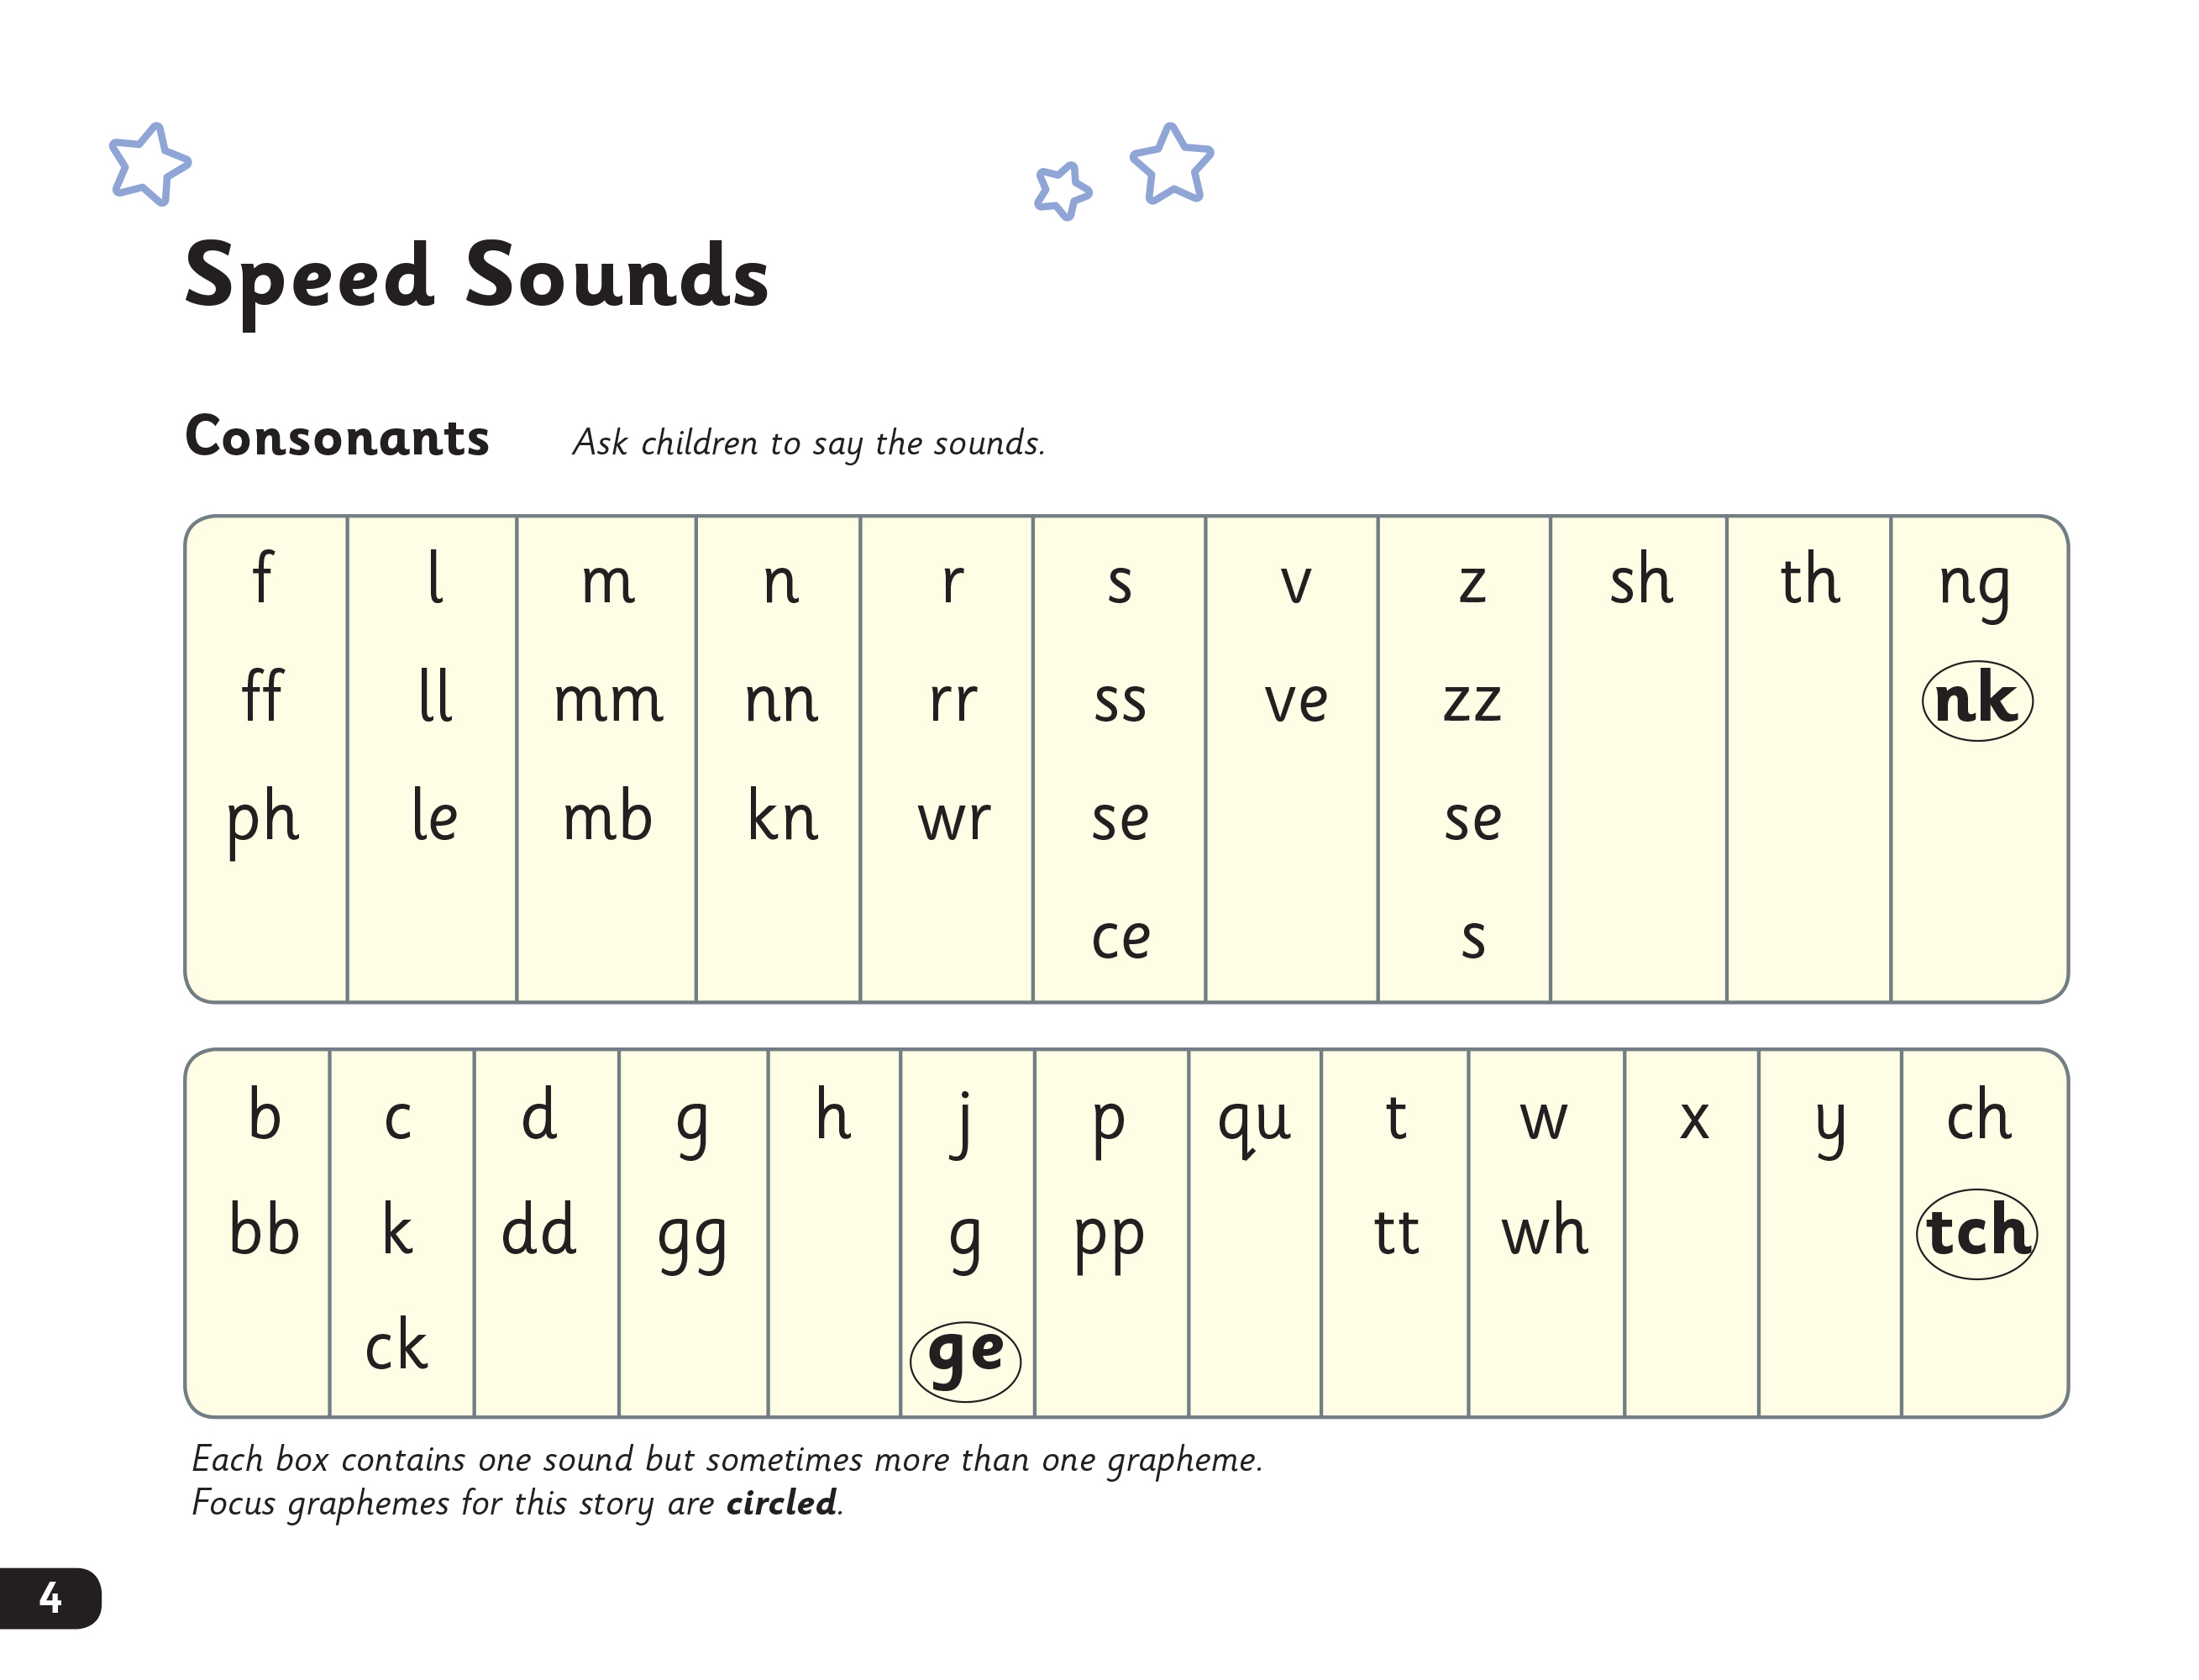 Speed Sounds
Consonants Ask children to say the sounds.
f l m n r s v z sh th ng
ff ll mm nn rr ss ve zz nk
ph le mb kn wr se se
ce s
b c d g h j p qu t w x y ch
bb k dd gg g pp tt wh tch
ck ge
Each box contains one sound but sometimes more than one grapheme.
Focus graphemes for this story are circled.
4